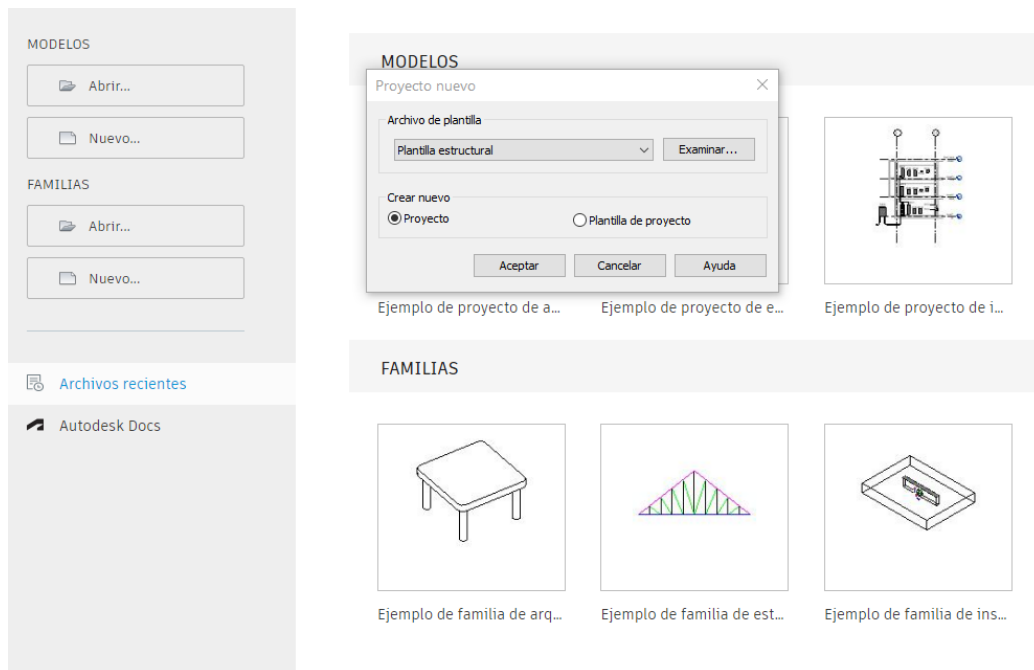 MODELOS
Abrir...
Nuevo...
FAMILIAS
Abrir...
Nuevo...
Archivos recientes
Autodesk Docs
MODELOS
Proyecto nuevo
Archivo de plantilla
Plantilla estructural
Examinar...
Crear nuevo
Proyecto
Plantilla de proyecto
Aceptar
Cancelar
Ayuda
Ejemplo de proyecto de a...
Ejemplo de proyecto de e...
Ejemplo de proyecto de i...
FAMILIAS
Ejemplo de familia de arq...
Ejemplo de familia de est...
Ejemplo de familia de ins...